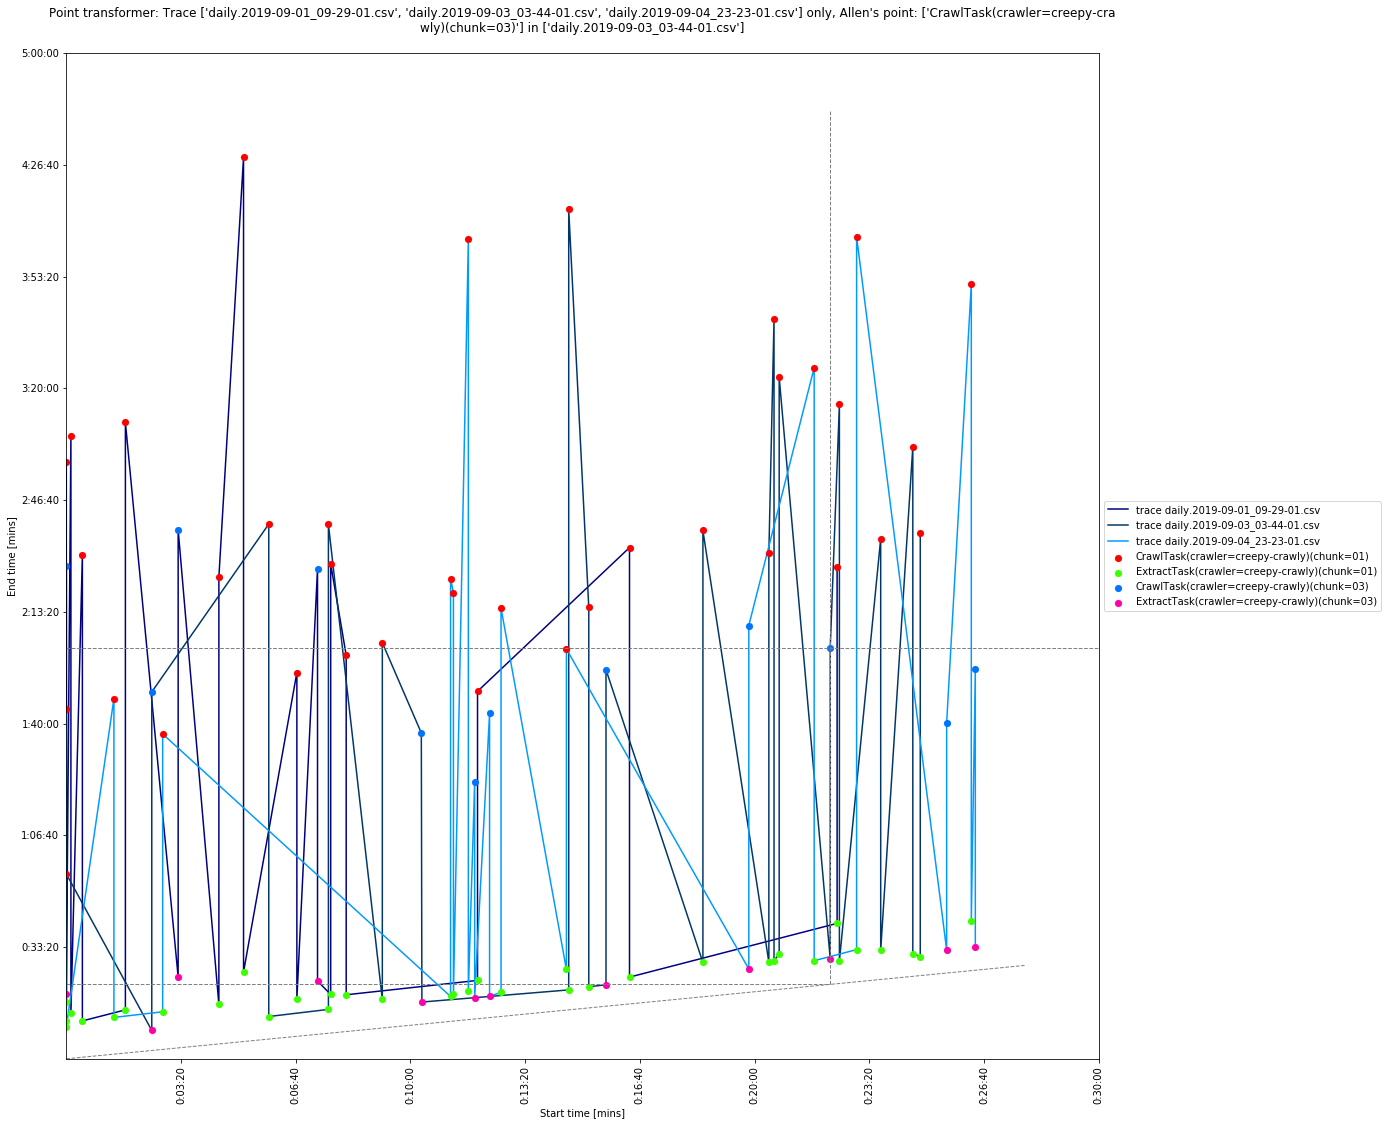 Point transformer: Trace ['daily.2019-09-01_09-29-01.csv', 'daily.2019-09-03_03-44-01.csv', 'daily.2019-09-04_23-23-01.csv'] only, Allen's point: ['CrawlTask(crawler=creepy-cra
wly)(chunk=03)'] in ['daily.2019-09-03_03-44-01.csv']
5:00:00
4:26:40
3:53:20
3:20:00
2:46:40
2:13:20
1:40:00
1:06:40
0:33:20
End time [mins]
trace daily.2019-09-01_09-29-01.csv
trace daily.2019-09-03_03-44-01.csv
trace daily.2019-09-04_23-23-01.csv
CrawlTask(crawler=creepy-crawly)(chunk=01)
ExtractTask(crawler=creepy-crawly)(chunk=01)
CrawlTask(crawler=creepy-crawly)(chunk=03)
ExtractTask(crawler=creepy-crawly)(chunk=03)
0:03:20
0:06:40
0:10:00
0:13:20
0:16:40
0:20:00
0:23:20
0:26:40
0:30:00
Start time [mins]